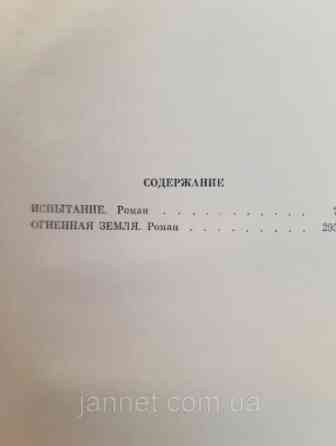 СОДЕРЖАНИЕ
ИСПЫТАНИЕ. Роман . . . . . . . . . . .
ОГНЕННАЯ ЗЕМЛЯ. Роман . . . . . . . . .
jannet.com.ua